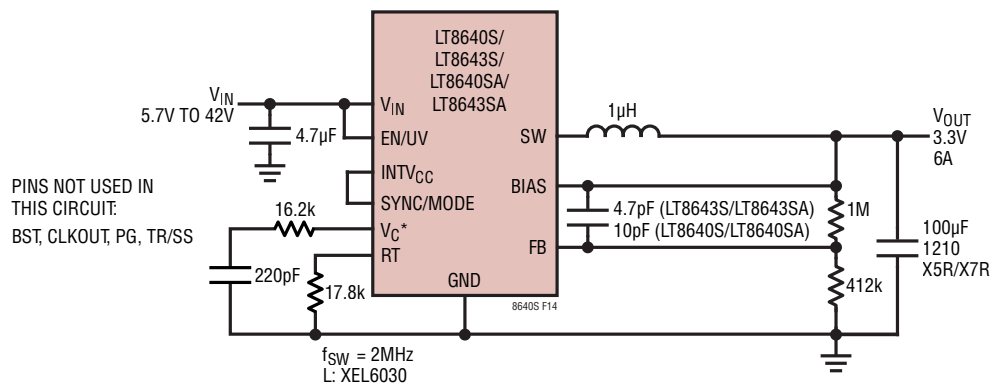 LT8640S/
LT8643S/
LT8640SA/
LT8643SA
VIN
5.7V TO 42V
4.7µF
VIN
EN/UV
INTVCC
SYNC/MODE
VC*
RT
GND
SW
BIAS
FB
1µH
VOUT
3.3V
6A
4.7pF (LT8643S/LT8643SA)
10pF (LT8640S/LT8640SA)
1M
412k
100µF
1210
X5R/X7R
PINS NOT USED IN
THIS CIRCUIT:
BST, CLKOUT, PG, TR/SS
16.2k
220pF
17.8k
8640S F14
fSW = 2MHz
L: XEL6030